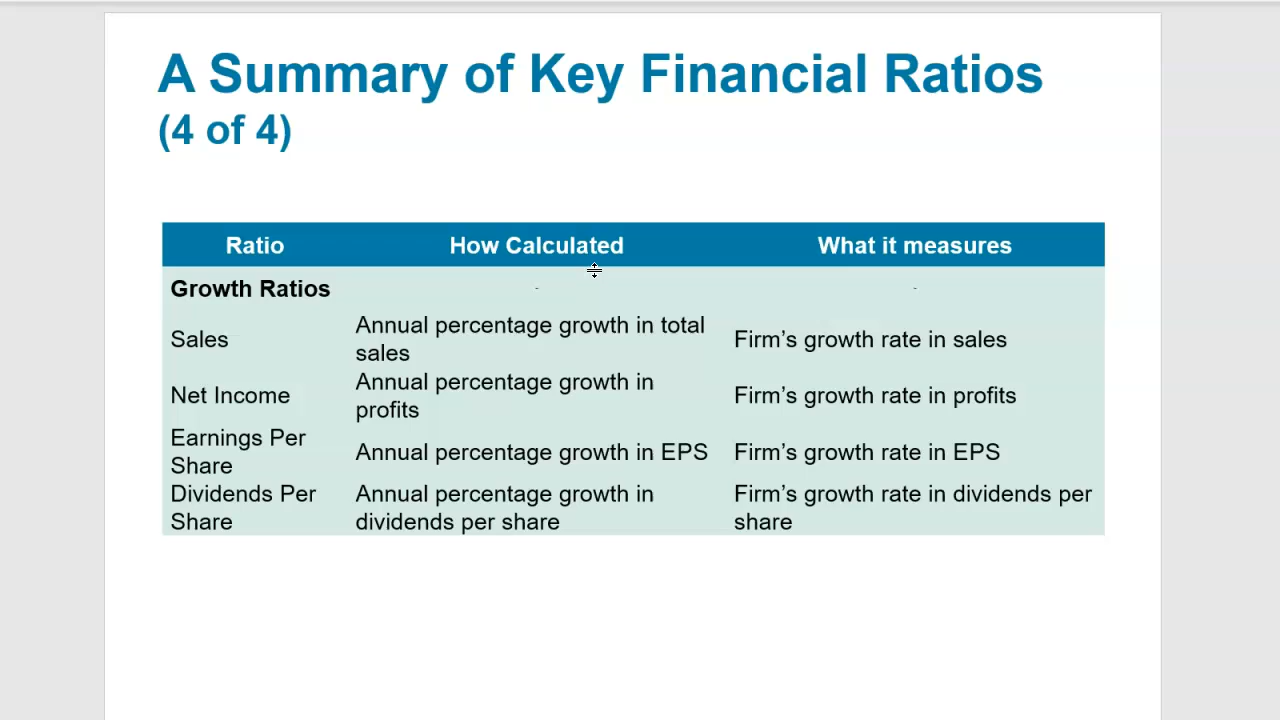 A Summary of Key Financial Ratios
(4 of 4)
Ratio How Calculated What it measures
Growth Ratios - -
Sales Annual percentage growth in total sales Firm’s growth rate in sales
Net Income Annual percentage growth in profits Firm’s growth rate in profits
Earnings Per Share Annual percentage growth in EPS Firm’s growth rate in EPS
Dividends Per Share Annual percentage growth in dividends per share Firm’s growth rate in dividends per share